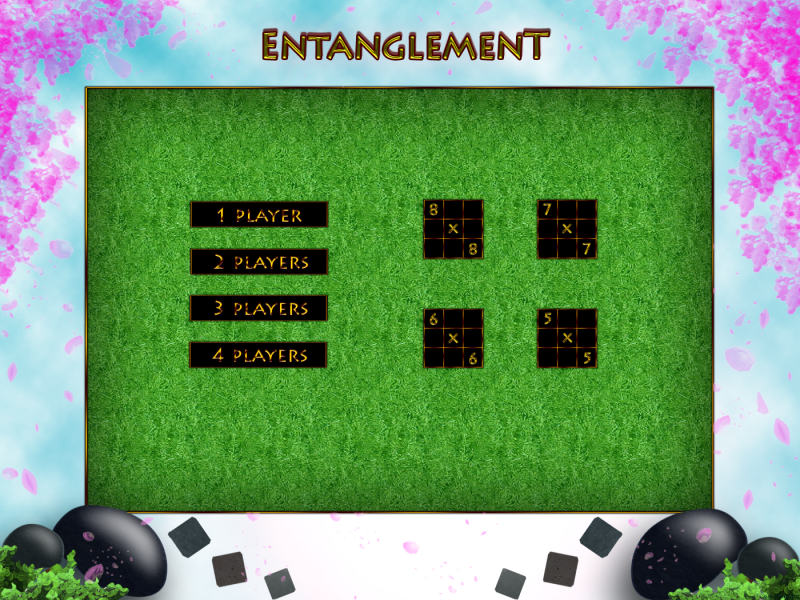 ENTANGLEMENT
1 PLAYER
2 PLAYERS
3 PLAYERS
4 PLAYERS
8 x 8
7 x 7
6 x 6
5 x 5